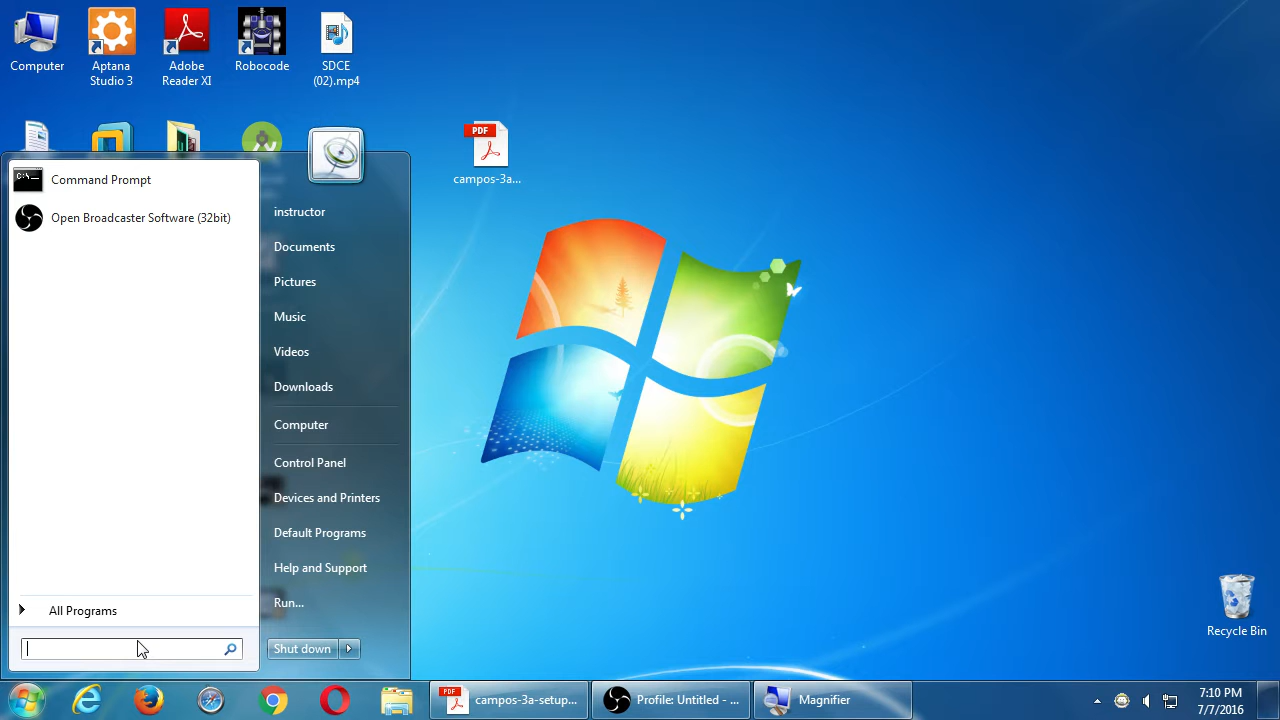 Computer
Aptana
Studio 3
Adobe
Reader XI
Robocode
SDCE
(02).mp4
PDF
campos-3a...
Command Prompt
Open Broadcaster Software (32bit)
All Programs
instructor
Documents
Pictures
Music
Videos
Downloads
Computer
Control Panel
Devices and Printers
Default Programs
Help and Support
Run...
Shut down
Recycle Bin
PDF
campos-3a-setup...
Profile: Untitled - ...
Magnifier
7:10 PM
7/7/2016